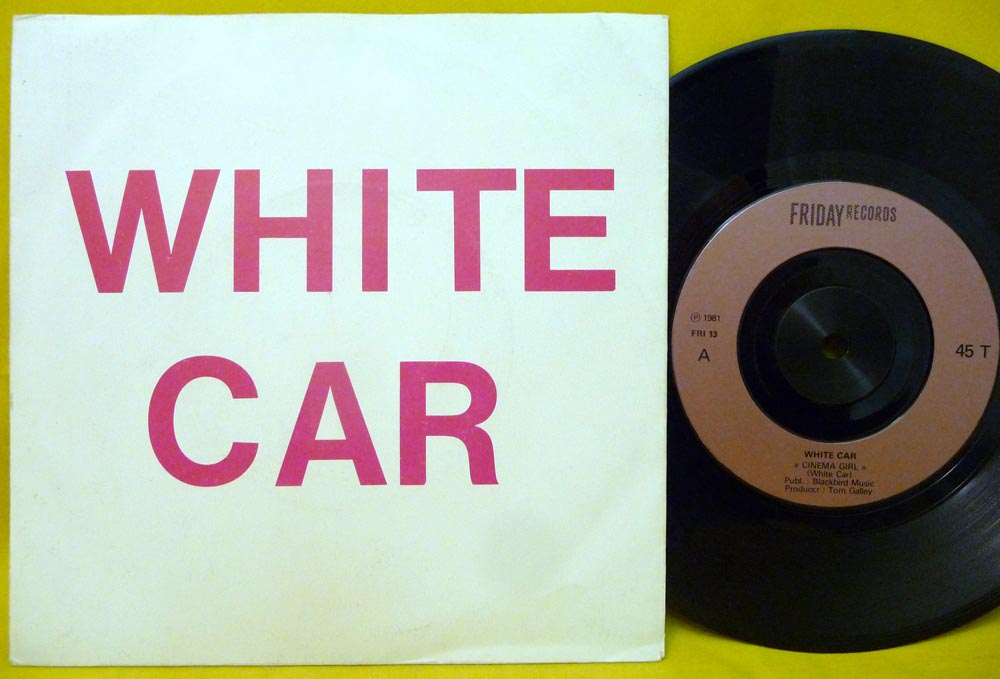 WHITE
CAR
FRIDAY RECORDS
℗ 1981
FRI 13
A
45 T
WHITE CAR
« CINEMA GIRL »
(White Car)
Publ. : Blackbird Music
Producer : Tom Galley